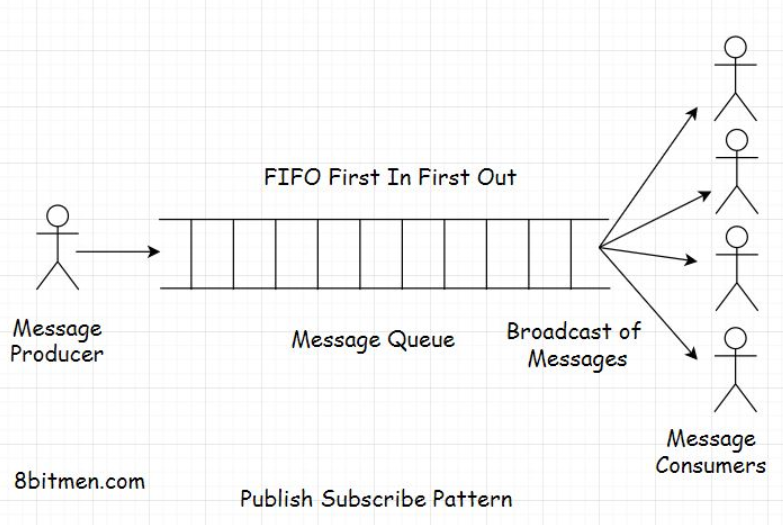 FIFO First In First Out
Message
Producer
Message Queue
Broadcast of
Messages
Message
Consumers
8bitmen.com
Publish Subscribe Pattern